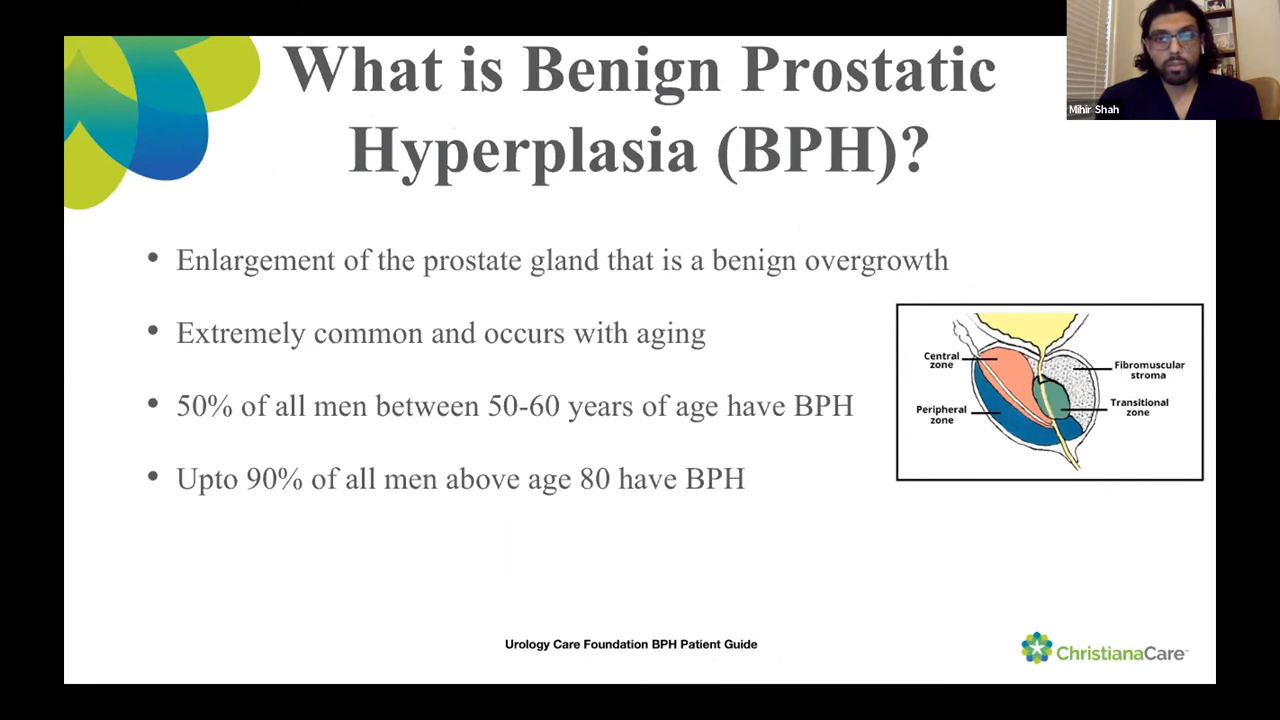 What is Benign Prostatic
Hyperplasia (BPH)?
Mihir Shah
• Enlargement of the prostate gland that is a benign overgrowth
• Extremely common and occurs with aging
• 50% of all men between 50-60 years of age have BPH
• Upto 90% of all men above age 80 have BPH
Central
zone
Peripheral
zone
Fibromuscular
stroma
Transitional
zone
Urology Care Foundation BPH Patient Guide
ChristianaCare™